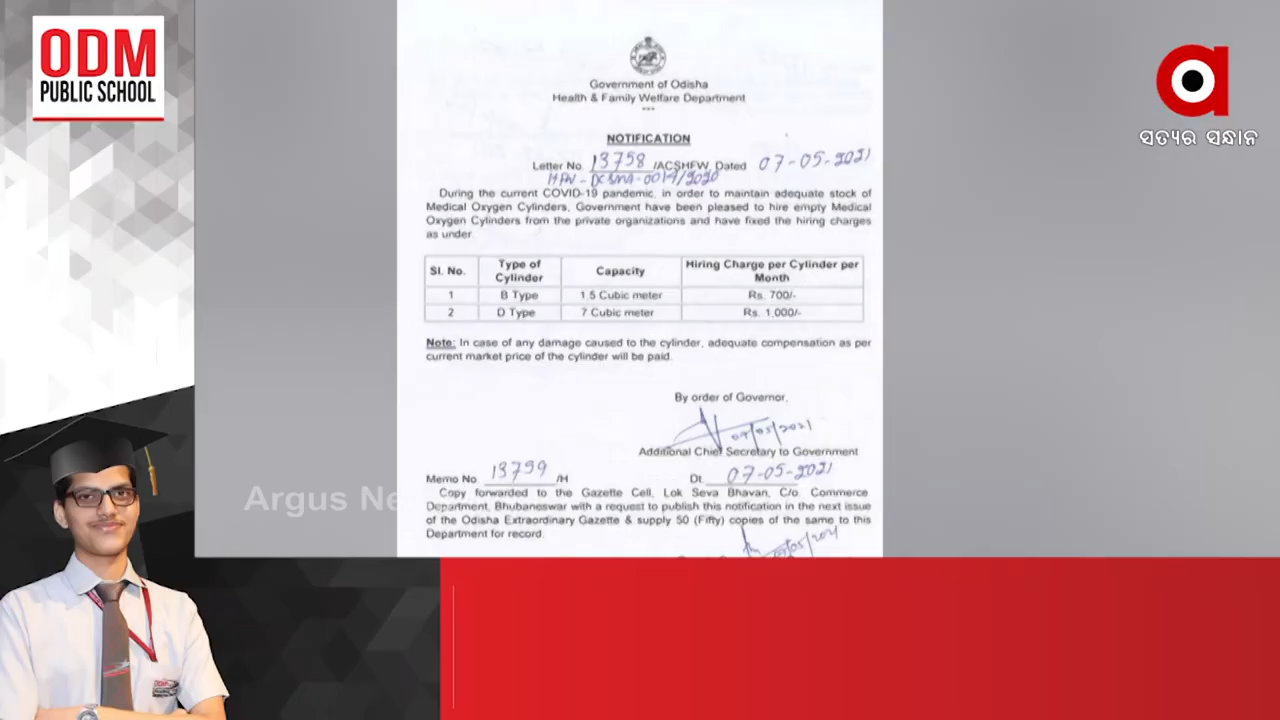 ODM
PUBLIC SCHOOL
ସତ୍ୟର ସନ୍ଧାନ
Government of Odisha
Health & Family Welfare Department
***
NOTIFICATION
Letter No. 13758 /ACSHFW, Dated 07-05-2021
During the current COVID-19 pandemic, in order to maintain adequate stock of
Medical Oxygen Cylinders, Government have been pleased to hire empty Medical
Oxygen Cylinders from the private organizations and have fixed the hiring charges
as under.
Sl. No. Type of Cylinder Capacity Hiring Charge per Cylinder per Month
1 B Type 1.5 Cubic meter Rs. 700/-
2 D Type 7 Cubic meter Rs. 1,000/-
Note: In case of any damage caused to the cylinder, adequate compensation as per
current market price of the cylinder will be paid.
By order of Governor,
07/05/2021
Additional Chief Secretary to Government
Memo No. 13759 /H Dt. 07-05-2021
Copy forwarded to the Gazette Cell, Lok Seva Bhavan, C/o. Commerce
Department, Bhubaneswar with a request to publish this notification in the next issue
of the Odisha Extraordinary Gazette & supply 50 (Fifty) copies of the same to this
Department for record.
Argus Ne